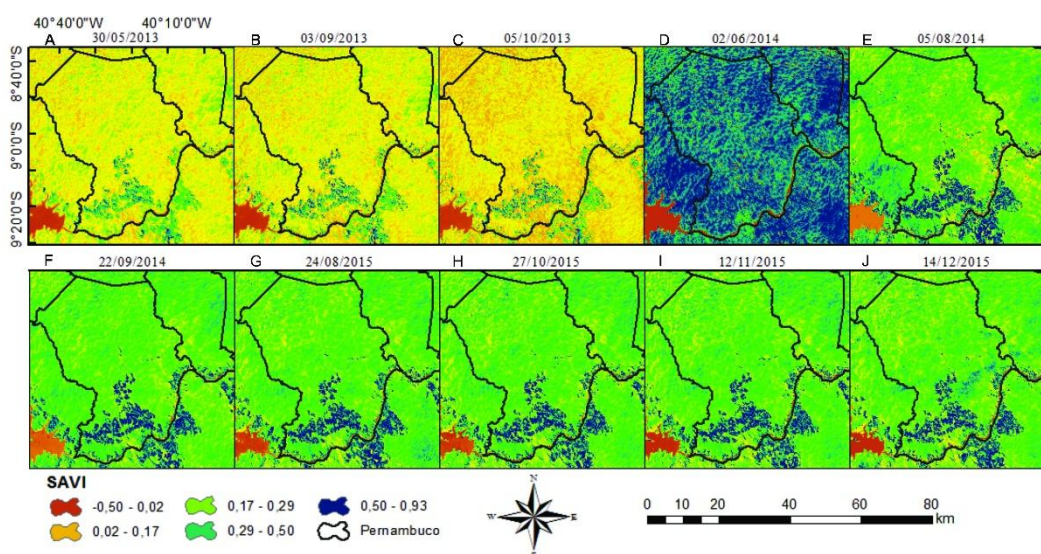 40°40'0"W 40°10'0"W
A 30/05/2013 B 03/09/2013 C 05/10/2013 D 02/06/2014 E 05/08/2014
8°40'0"S
9°0'0"S
9°20'0"S
F 22/09/2014 G 24/08/2015 H 27/10/2015 I 12/11/2015 J 14/12/2015
SAVI
-0,50 - 0,02 0,17 - 0,29 0,50 - 0,93
0,02 - 0,17 0,29 - 0,50 Pernambuco
N
W E
S
0 10 20 40 60 80
km